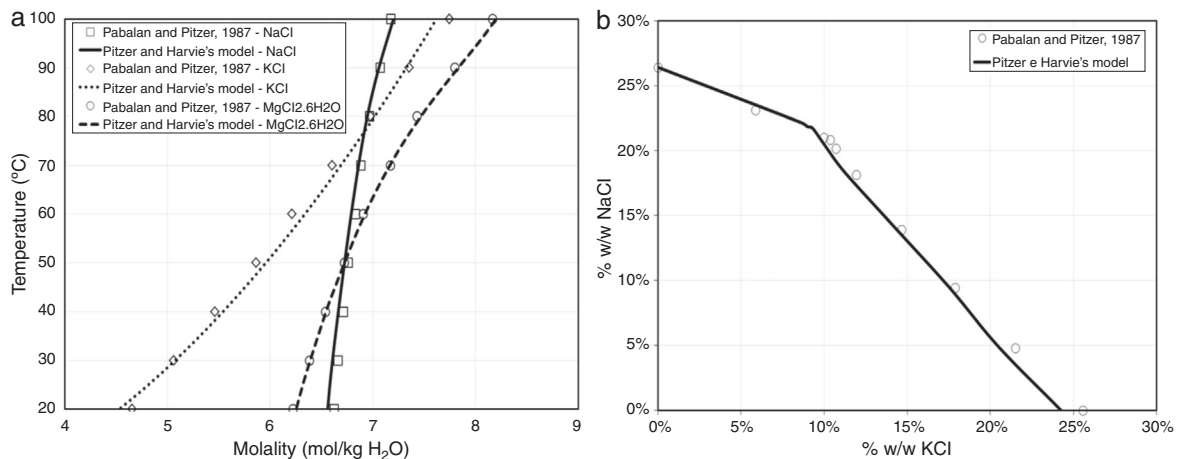 a
Pabalan and Pitzer, 1987 - NaCl
Pitzer and Harvie's model - NaCl
Pabalan and Pitzer, 1987 - KCl
Pitzer and Harvie's model - KCl
Pabalan and Pitzer, 1987 - MgCl2.6H2O
Pitzer and Harvie's model - MgCl2.6H2O
100
90
80
70
60
50
40
30
20
Temperature (ºC)
4
5
6
7
8
9
Molality (mol/kg H₂O)
b
Pabalan and Pitzer, 1987
Pitzer e Harvie's model
30%
25%
20%
15%
10%
5%
0%
% w/w NaCl
0%
5%
10%
15%
20%
25%
30%
% w/w KCl